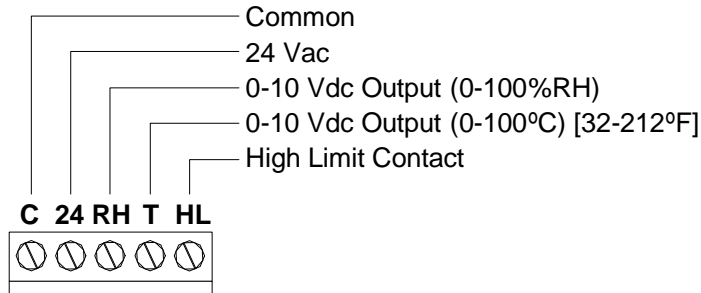 Common
24 Vac
0-10 Vdc Output (0-100%RH)
0-10 Vdc Output (0-100ºC) [32-212ºF]
High Limit Contact
C 24 RH T HL